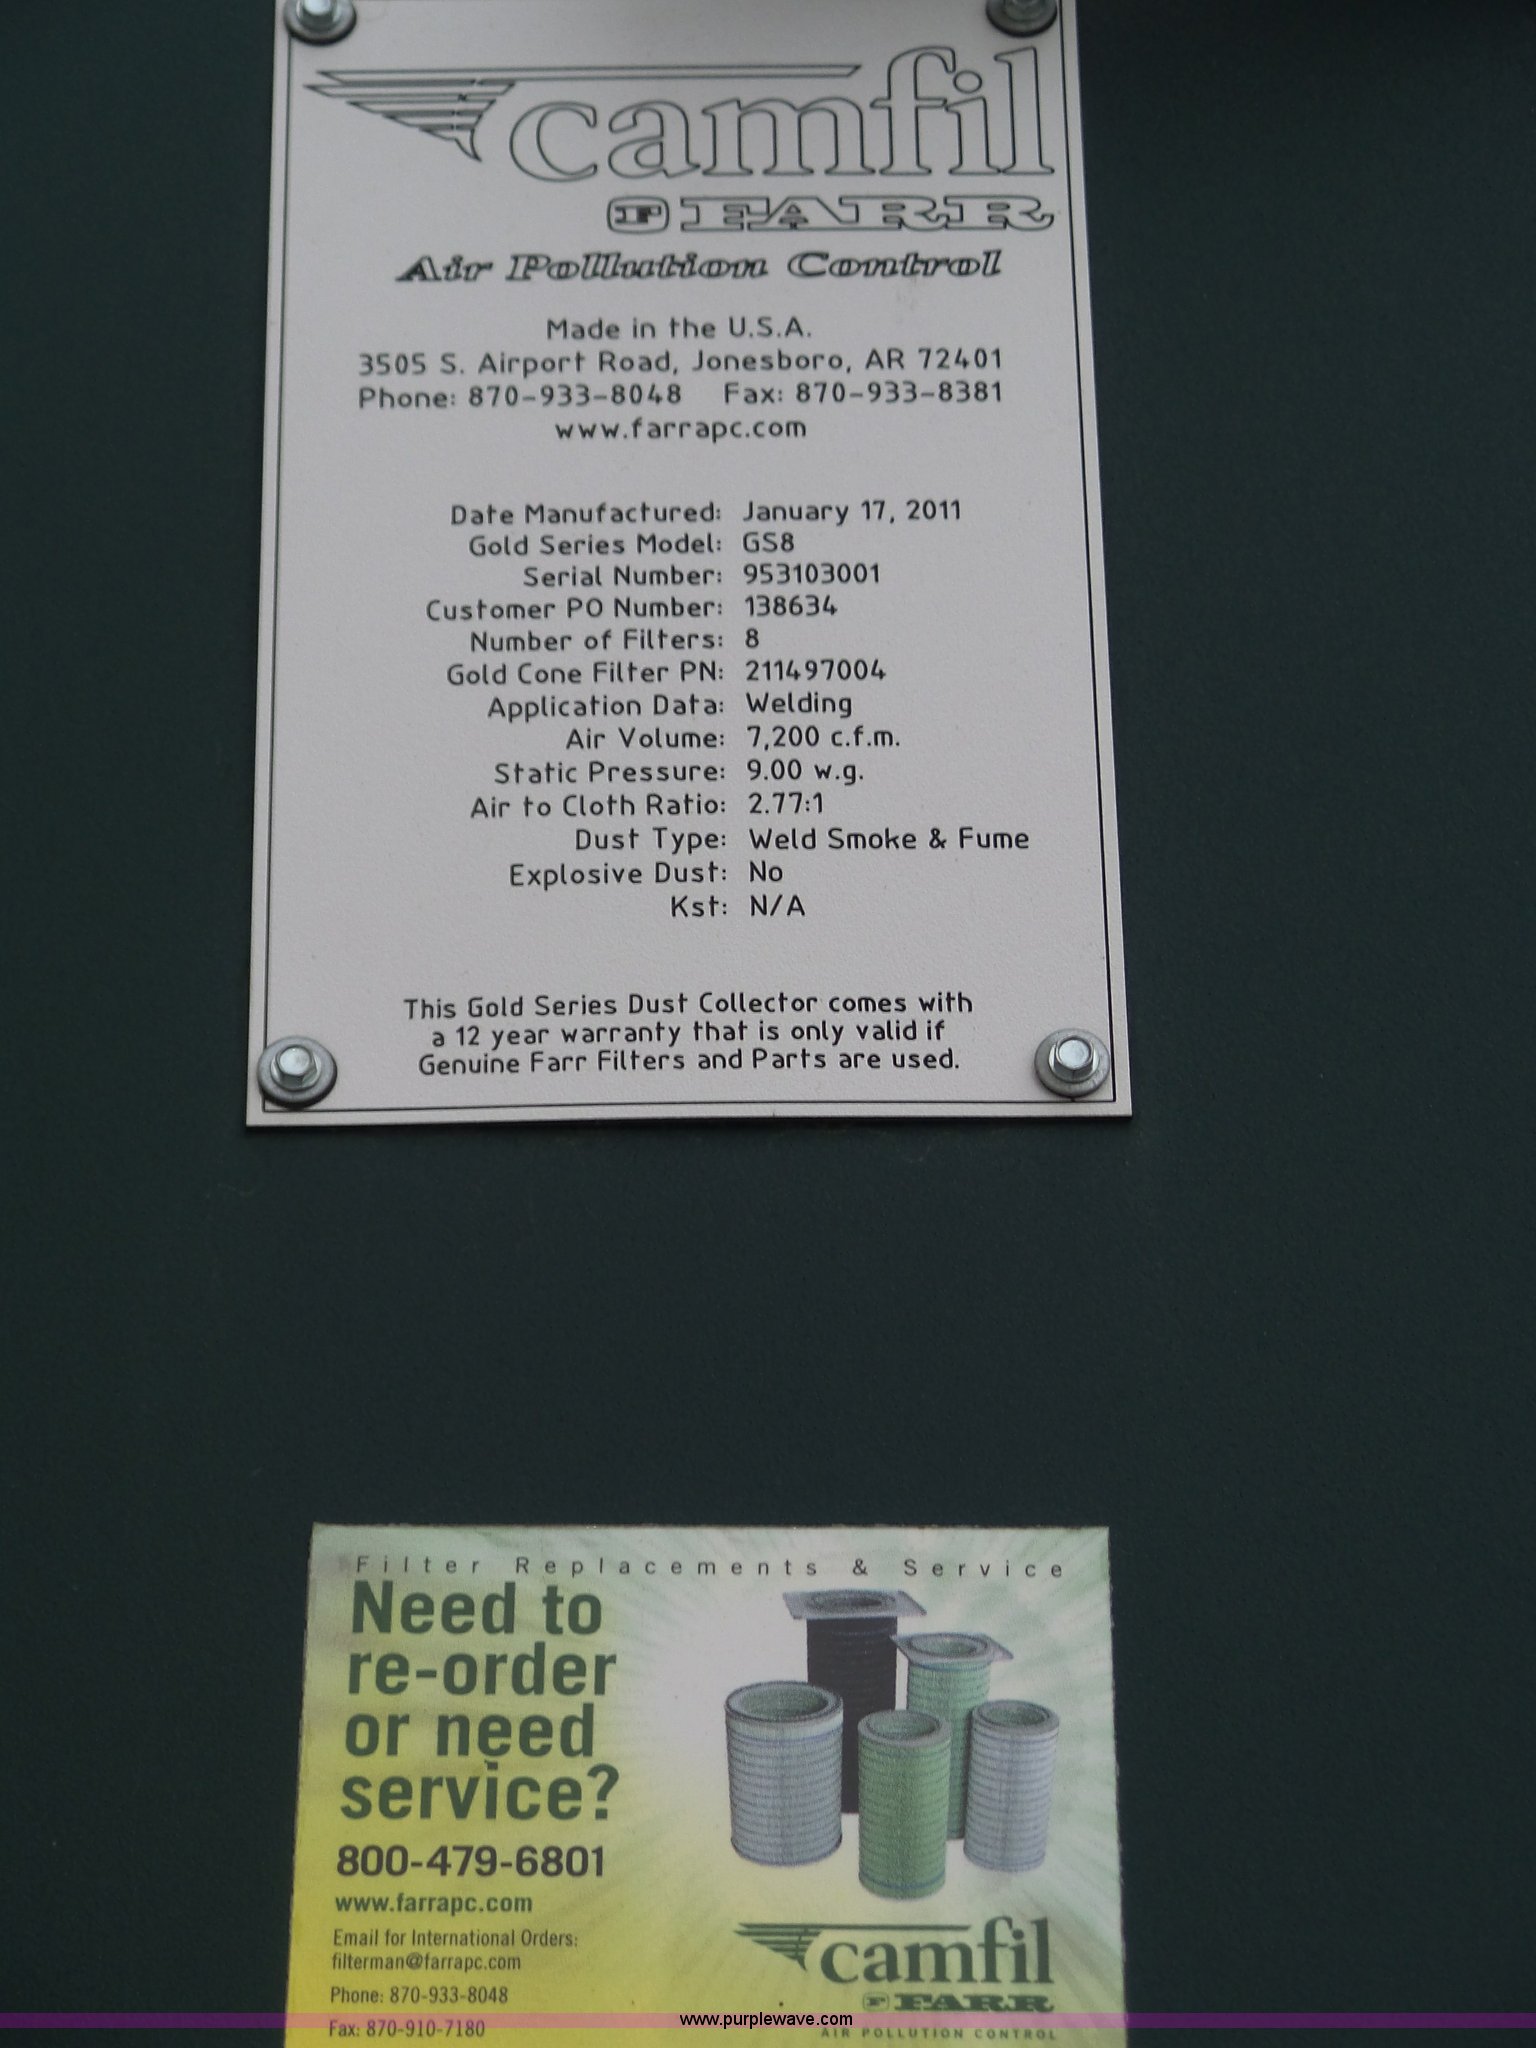 camfil
F FARR
Air Pollution Control
Made in the U.S.A.
3505 S. Airport Road, Jonesboro, AR 72401
Phone: 870-933-8048 Fax: 870-933-8381
www.farrapc.com
Date Manufactured: January 17, 2011
Gold Series Model: GS8
Serial Number: 953103001
Customer PO Number: 138634
Number of Filters: 8
Gold Cone Filter PN: 211497004
Application Data: Welding
Air Volume: 7,200 c.f.m.
Static Pressure: 9.00 w.g.
Air to Cloth Ratio: 2.77:1
Dust Type: Weld Smoke & Fume
Explosive Dust: No
Kst: N/A
This Gold Series Dust Collector comes with
a 12 year warranty that is only valid if
Genuine Farr Filters and Parts are used.
Filter Replacements & Service
Need to
re-order
or need
service?
800-479-6801
www.farrapc.com
Email for International Orders:
filterman@farrapc.com
Phone: 870-933-8048
Fax: 870-910-7180
camfil
F FARR
AIR POLLUTION CONTROL
www.purplewave.com